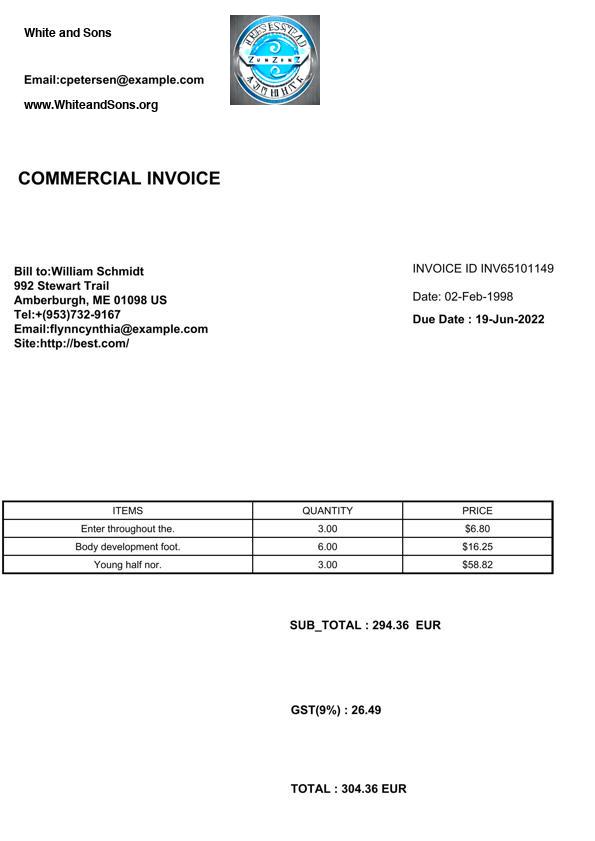 White and Sons
Email:cpetersen@example.com
www.WhiteandSons.org
COMMERCIAL INVOICE
Bill to:William Schmidt
992 Stewart Trail
Amberburgh, ME 01098 US
Tel:+(953)732-9167
Email:flynncynthia@example.com
Site:http://best.com/
INVOICE ID INV65101149
Date: 02-Feb-1998
Due Date : 19-Jun-2022
ITEMS QUANTITY PRICE
Enter throughout the. 3.00 $6.80
Body development foot. 6.00 $16.25
Young half nor. 3.00 $58.82
SUB_TOTAL : 294.36 EUR
GST(9%) : 26.49
TOTAL : 304.36 EUR